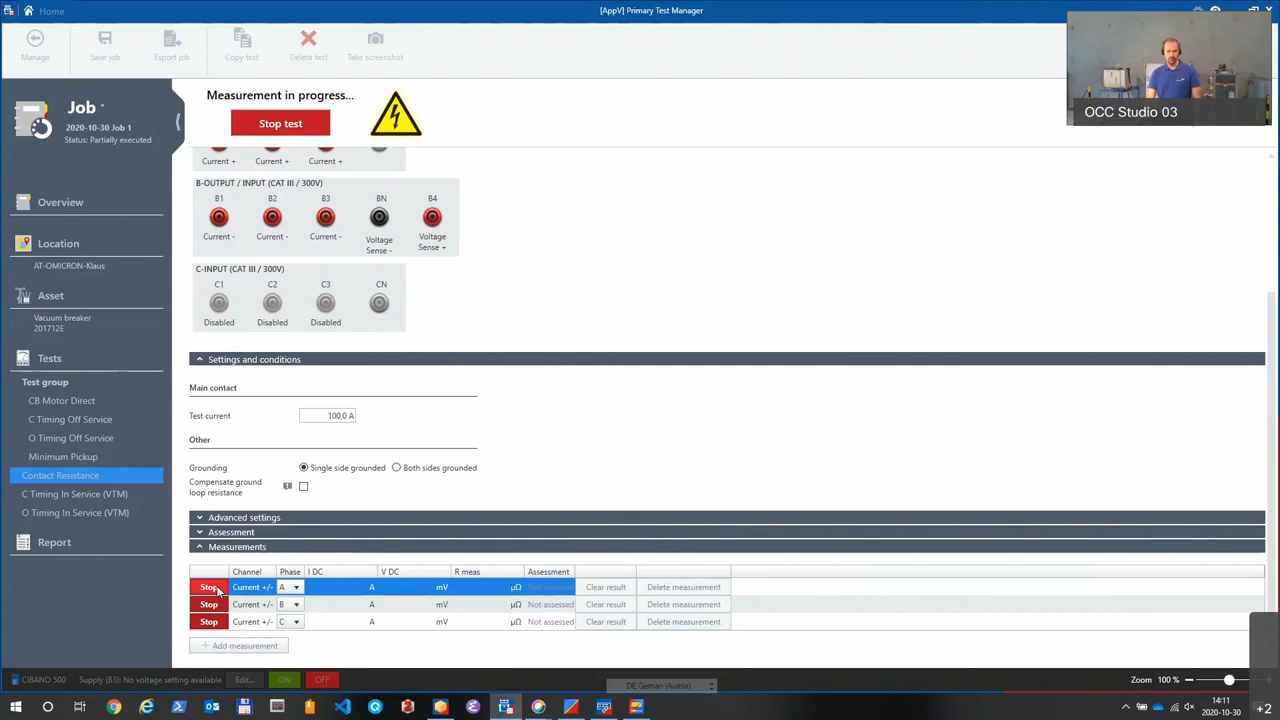 Home
[AppV] Primary Test Manager
Manage
Save job
Export job
Copy test
Delete test
Take screenshot
OCC Studio 03
Job *
2020-10-30 Job 1
Status: Partially executed
Measurement in progress...
Stop test
Overview
Location
AT-OMICRON-Klaus
Asset
Vacuum breaker
201712E
Tests
Test group
CB Motor Direct
C Timing Off Service
O Timing Off Service
Minimum Pickup
Contact Resistance
C Timing In Service (VTM)
O Timing In Service (VTM)
Report
Current + Current + Current +
B-OUTPUT / INPUT (CAT III / 300V)
B1 B2 B3 BN B4
Current - Current - Current - Voltage Sense - Voltage Sense +
C-INPUT (CAT III / 300V)
C1 C2 C3 CN
Disabled Disabled Disabled
Settings and conditions
Main contact
Test current 100,0 A
Other
Grounding Single side grounded Both sides grounded
Compensate ground
loop resistance
Advanced settings
Assessment
Measurements
Channel Phase I DC V DC R meas Assessment
Stop Current +/- A A mV µΩ Not assessed Clear result Delete measurement
Stop Current +/- B A mV µΩ Not assessed Clear result Delete measurement
Stop Current +/- C A mV µΩ Not assessed Clear result Delete measurement
+ Add measurement
CIBANO 500 Supply (83): No voltage setting available Edit... ON OFF
DE German (Austria)
Zoom 100 %
14:11
2020-10-30
+2